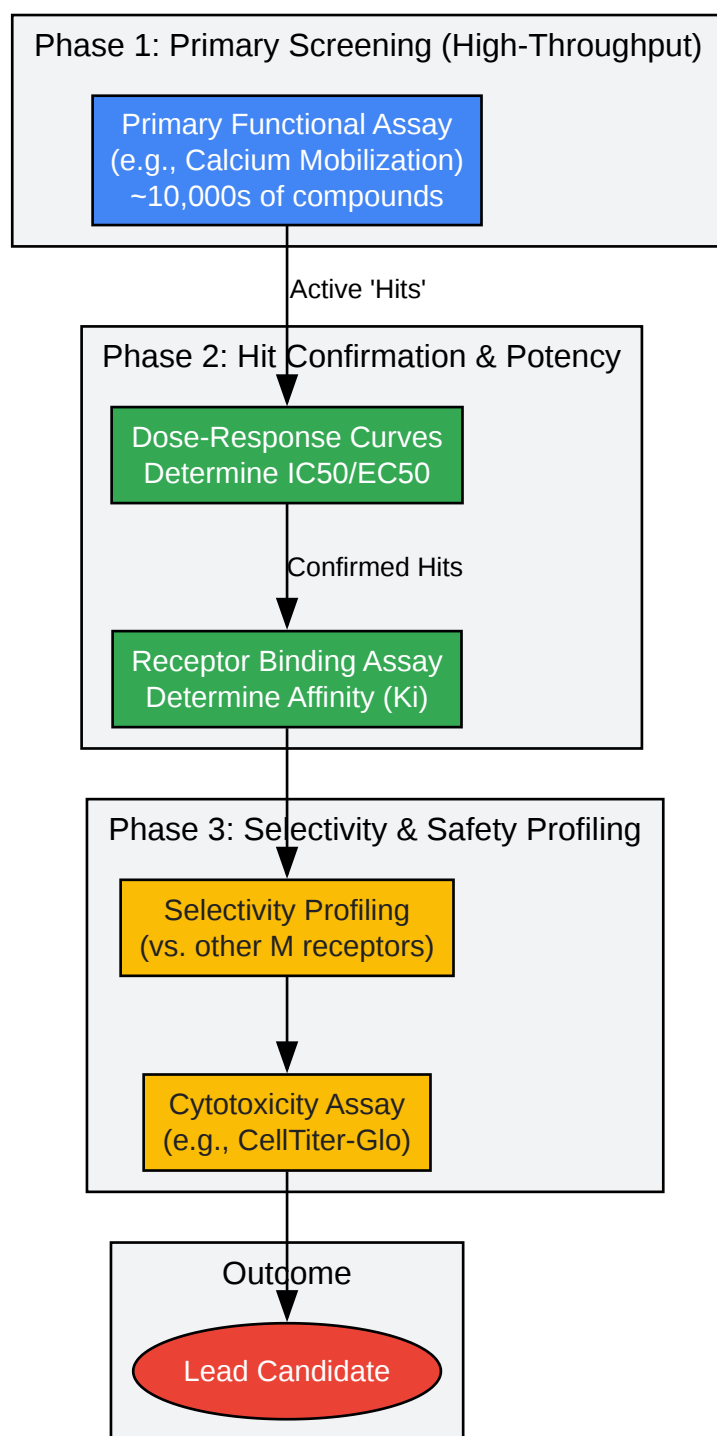 Phase 1: Primary Screening (High-Throughput)
Primary Functional Assay
(e.g., Calcium Mobilization)
~10,000s of compounds
Active 'Hits'
Phase 2: Hit Confirmation & Potency
Dose-Response Curves
Determine IC50/EC50
Confirmed Hits
Receptor Binding Assay
Determine Affinity (Ki)
Phase 3: Selectivity & Safety Profiling
Selectivity Profiling
(vs. other M receptors)
Cytotoxicity Assay
(e.g., CellTiter-Glo)
Outcome
Lead Candidate